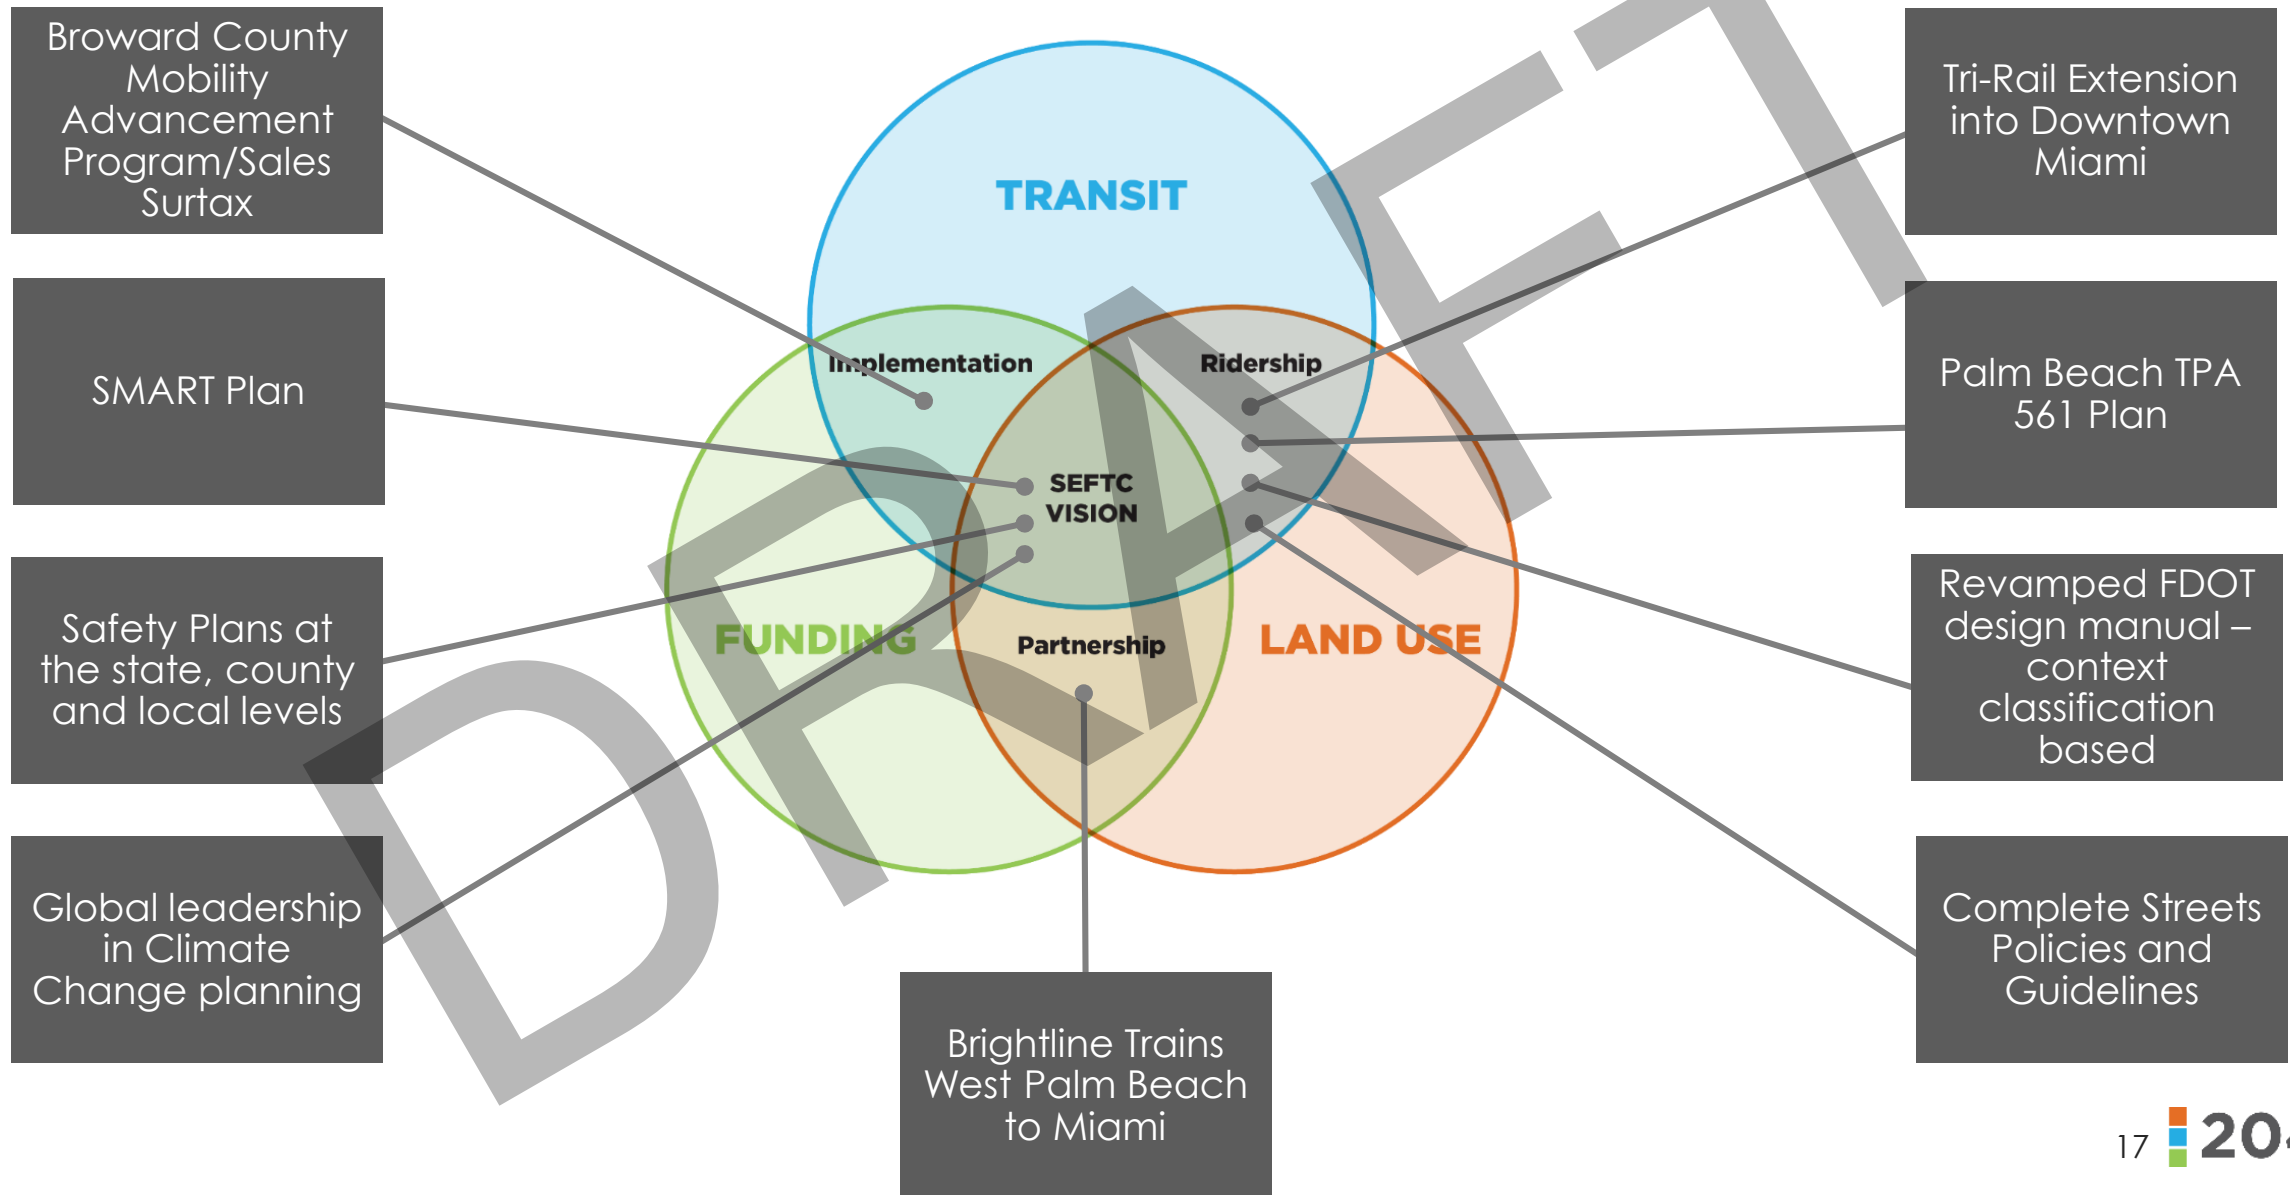 Broward County
Mobility
Advancement
Program/Sales
Surtax
SMART Plan
Safety Plans at
the state, county
and local levels
Global leadership
in Climate
Change planning
TRANSIT
Implementation
Ridership
SEFTC
VISION
FUNDING
Partnership
LAND USE
DRAFT
Brightline Trains
West Palm Beach
to Miami
Tri-Rail Extension
into Downtown
Miami
Palm Beach TPA
561 Plan
Revamped FDOT
design manual –
context
classification
based
Complete Streets
Policies and
Guidelines
17